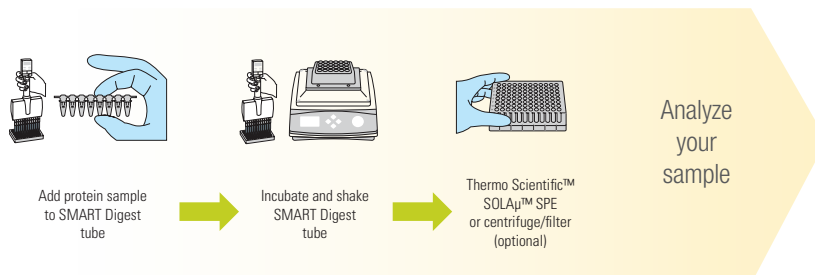 Add protein sample
to SMART Digest
tube
Incubate and shake
SMART Digest
tube
Thermo Scientific™
SOLAµ™ SPE
or centrifuge/filter
(optional)
Analyze
your
sample